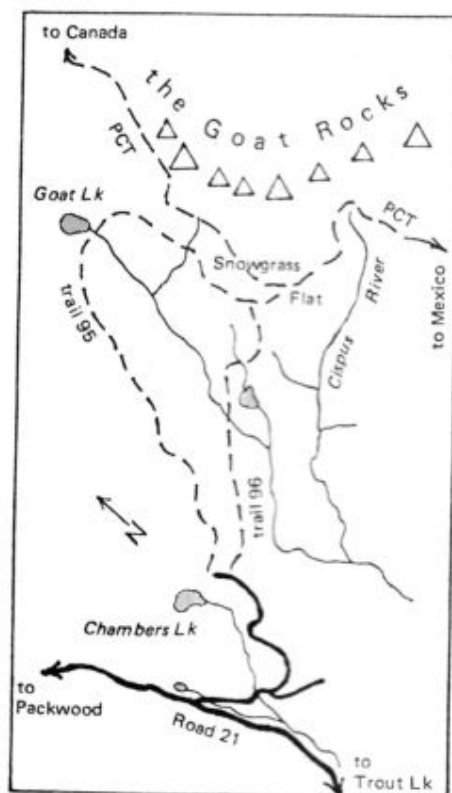 to Canada
the Goat Rocks
PCT
Goat Lk
PCT
Snowgrass
Flat
River
Cispus
to Mexico
trail 95
trail 96
N
Chambers Lk
to
Packwood
Road 21
to
Trout Lk